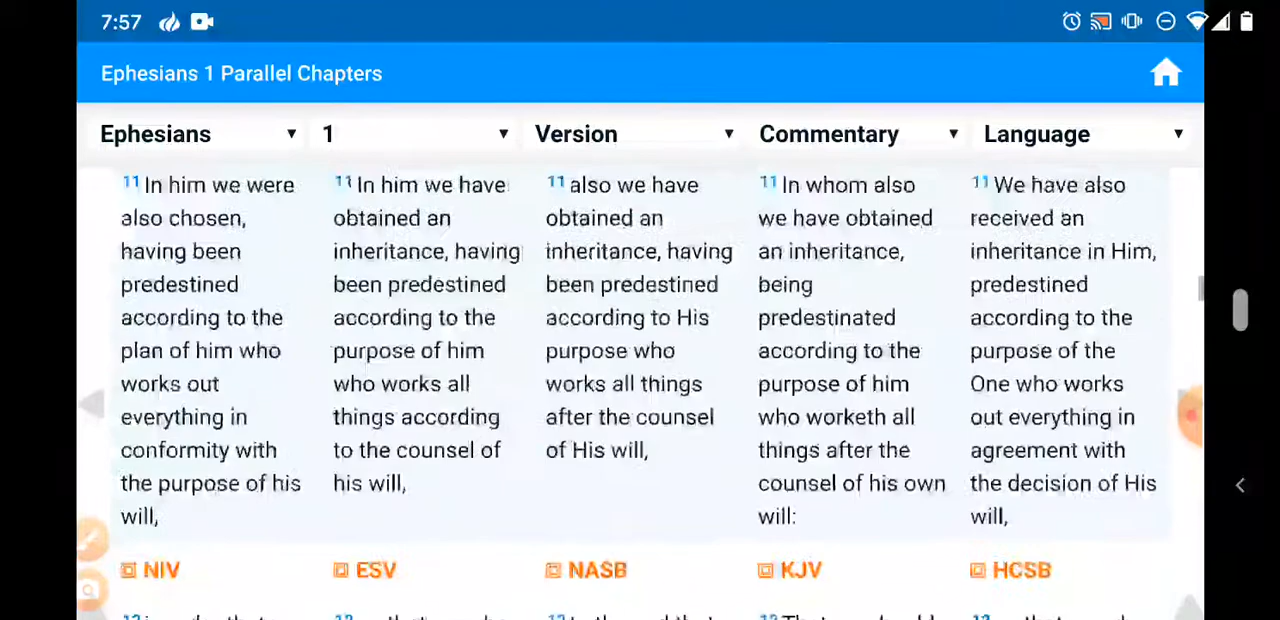 7:57
Ephesians 1 Parallel Chapters
Ephesians 1 Version Commentary Language
11 In him we were
also chosen,
having been
predestined
according to the
plan of him who
works out
everything in
conformity with
the purpose of his
will,
11 In him we have
obtained an
inheritance, having
been predestined
according to the
purpose of him
who works all
things according
to the counsel of
his will,
11 also we have
obtained an
inheritance, having
been predestined
according to His
purpose who
works all things
after the counsel
of His will,
11 In whom also
we have obtained
an inheritance,
being
predestinated
according to the
purpose of him
who worketh all
things after the
counsel of his own
will:
11 We have also
received an
inheritance in Him,
predestined
according to the
purpose of the
One who works
out everything in
agreement with
the decision of His
will,
NIV ESV NASB KJV HCSB